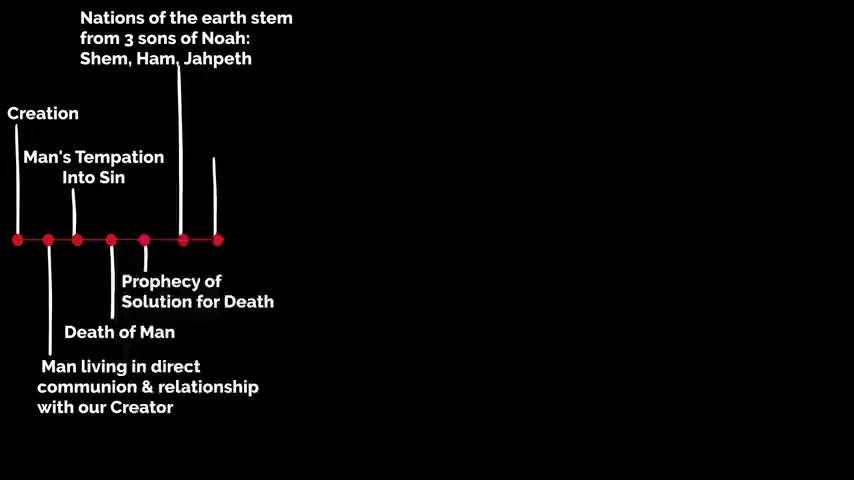 Nations of the earth stem
from 3 sons of Noah:
Shem, Ham, Jahpeth
Creation
Man's Tempation
Into Sin
Prophecy of
Solution for Death
Death of Man
Man living in direct
communion & relationship
with our Creator